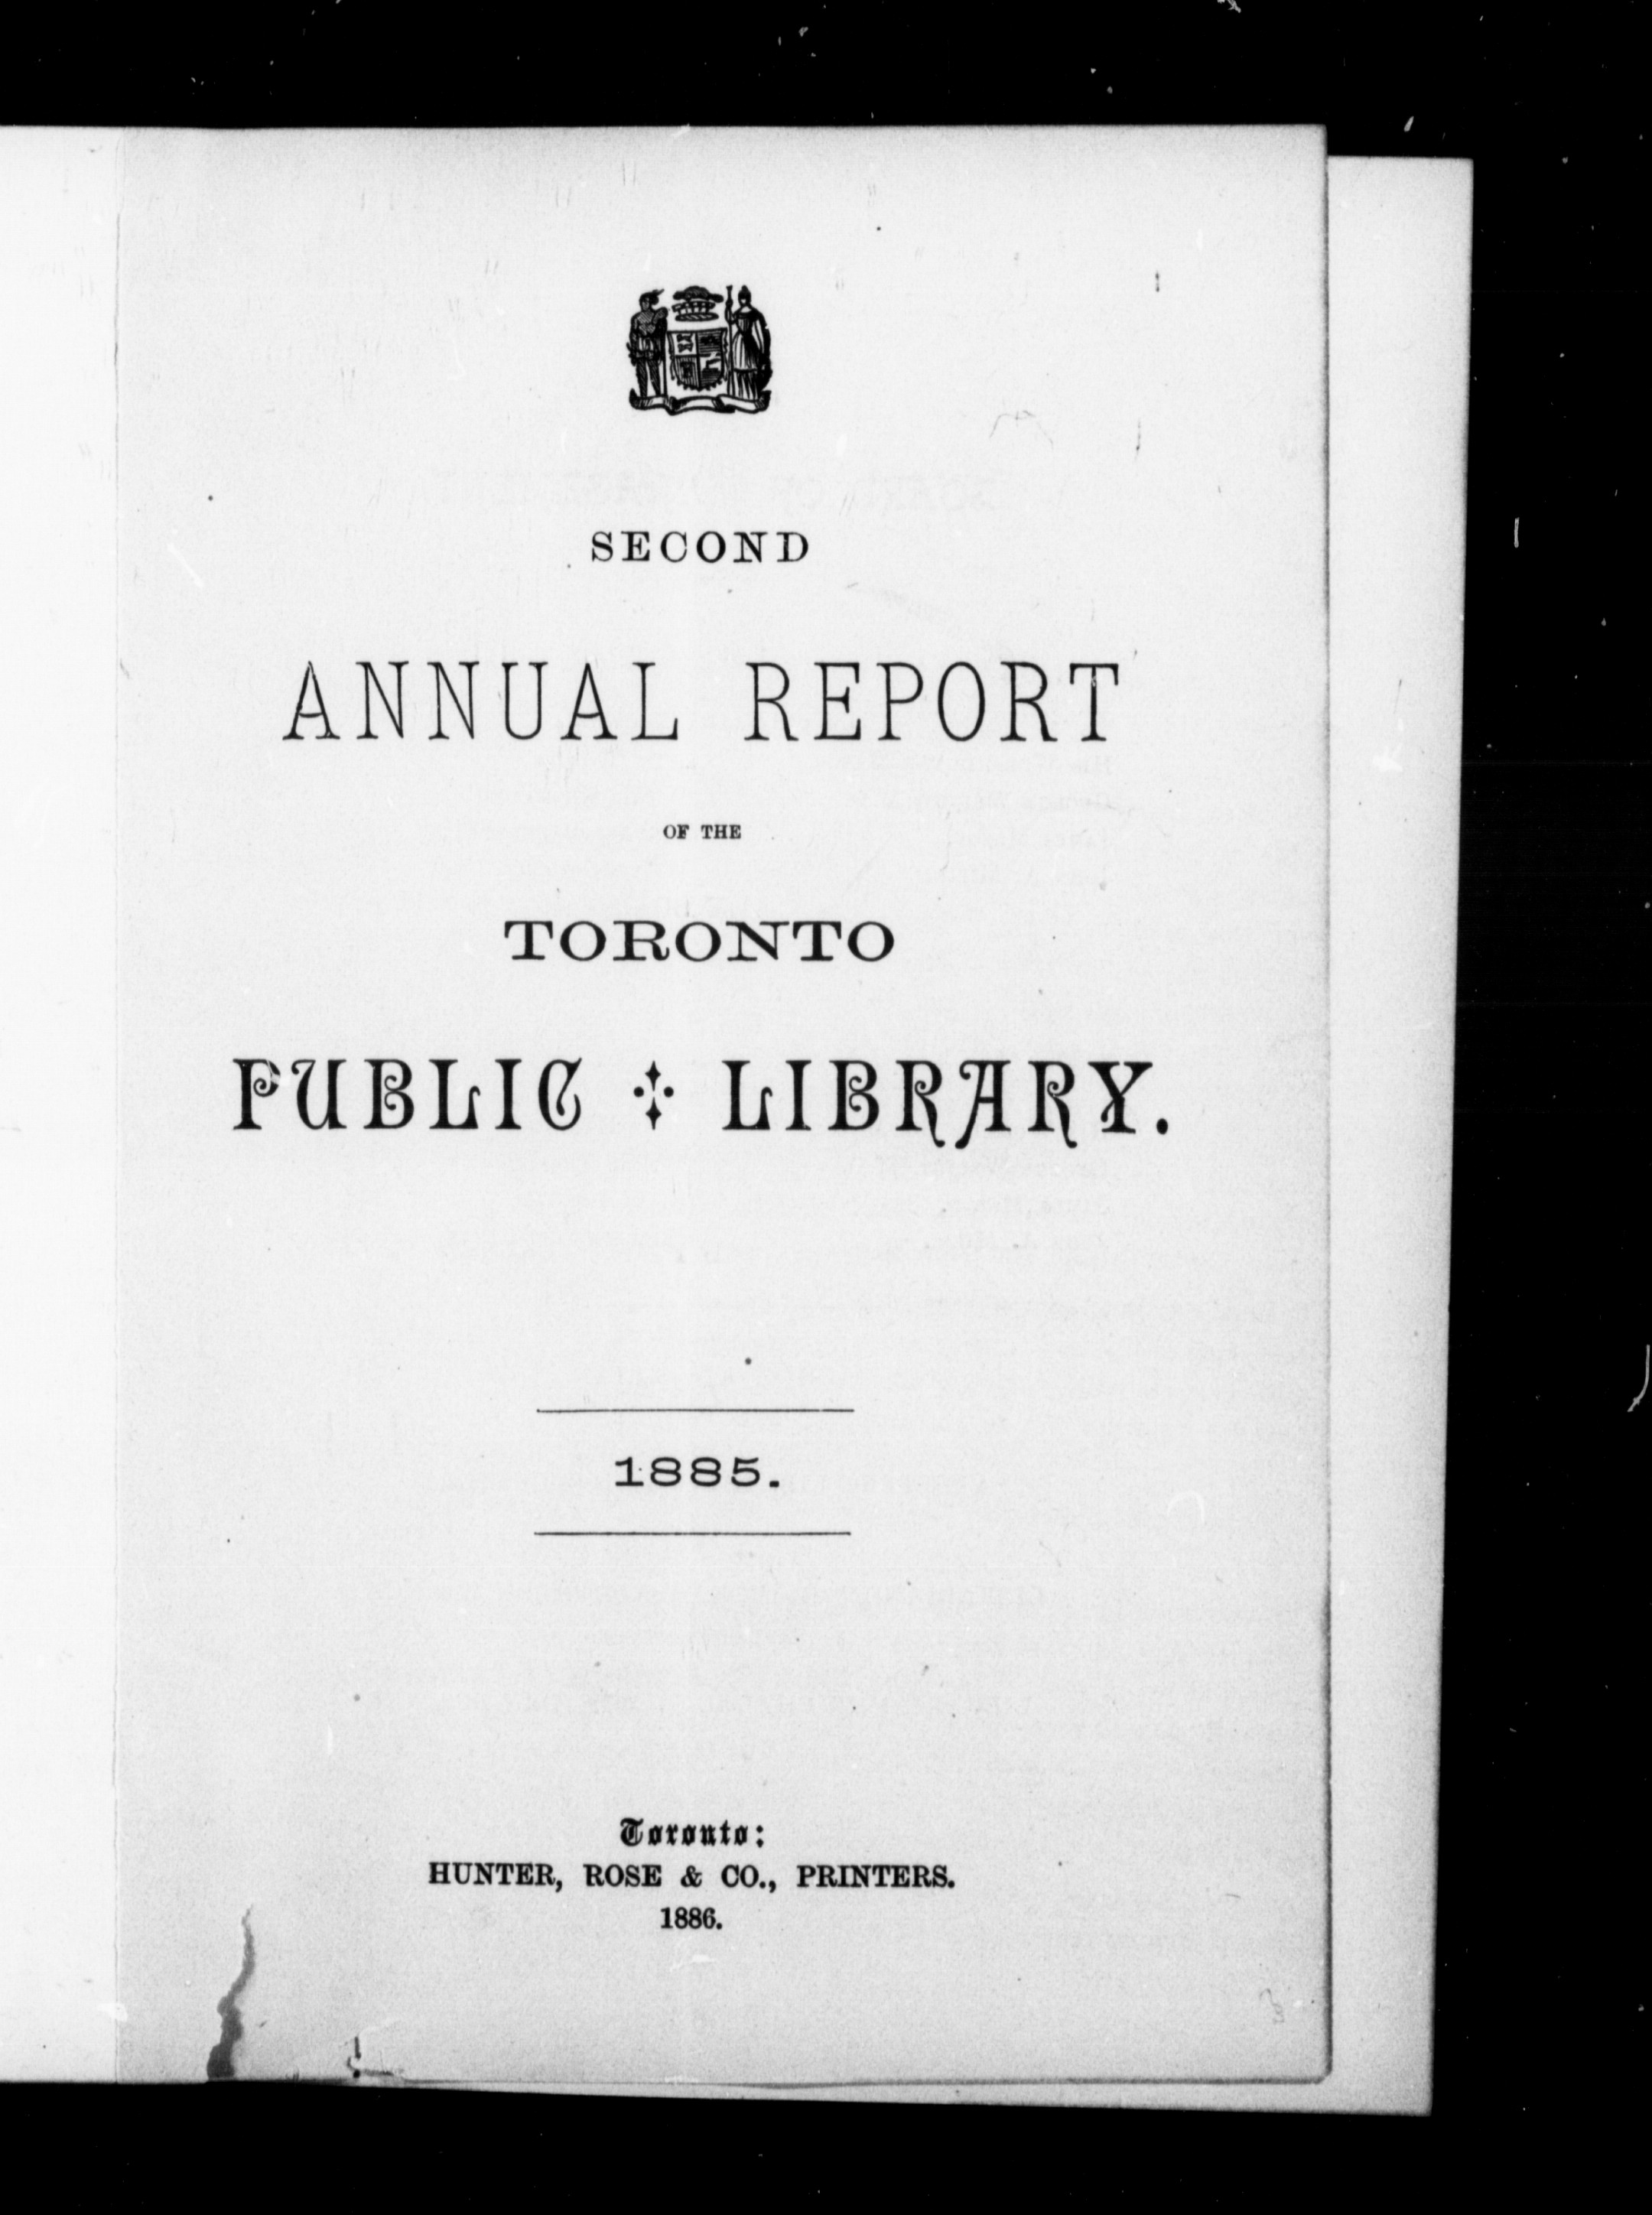 SECOND
ANNUAL REPORT
OF THE
TORONTO
PUBLIC LIBRARY.
1885.
Toronto:
HUNTER, ROSE & CO., PRINTERS.
1886.